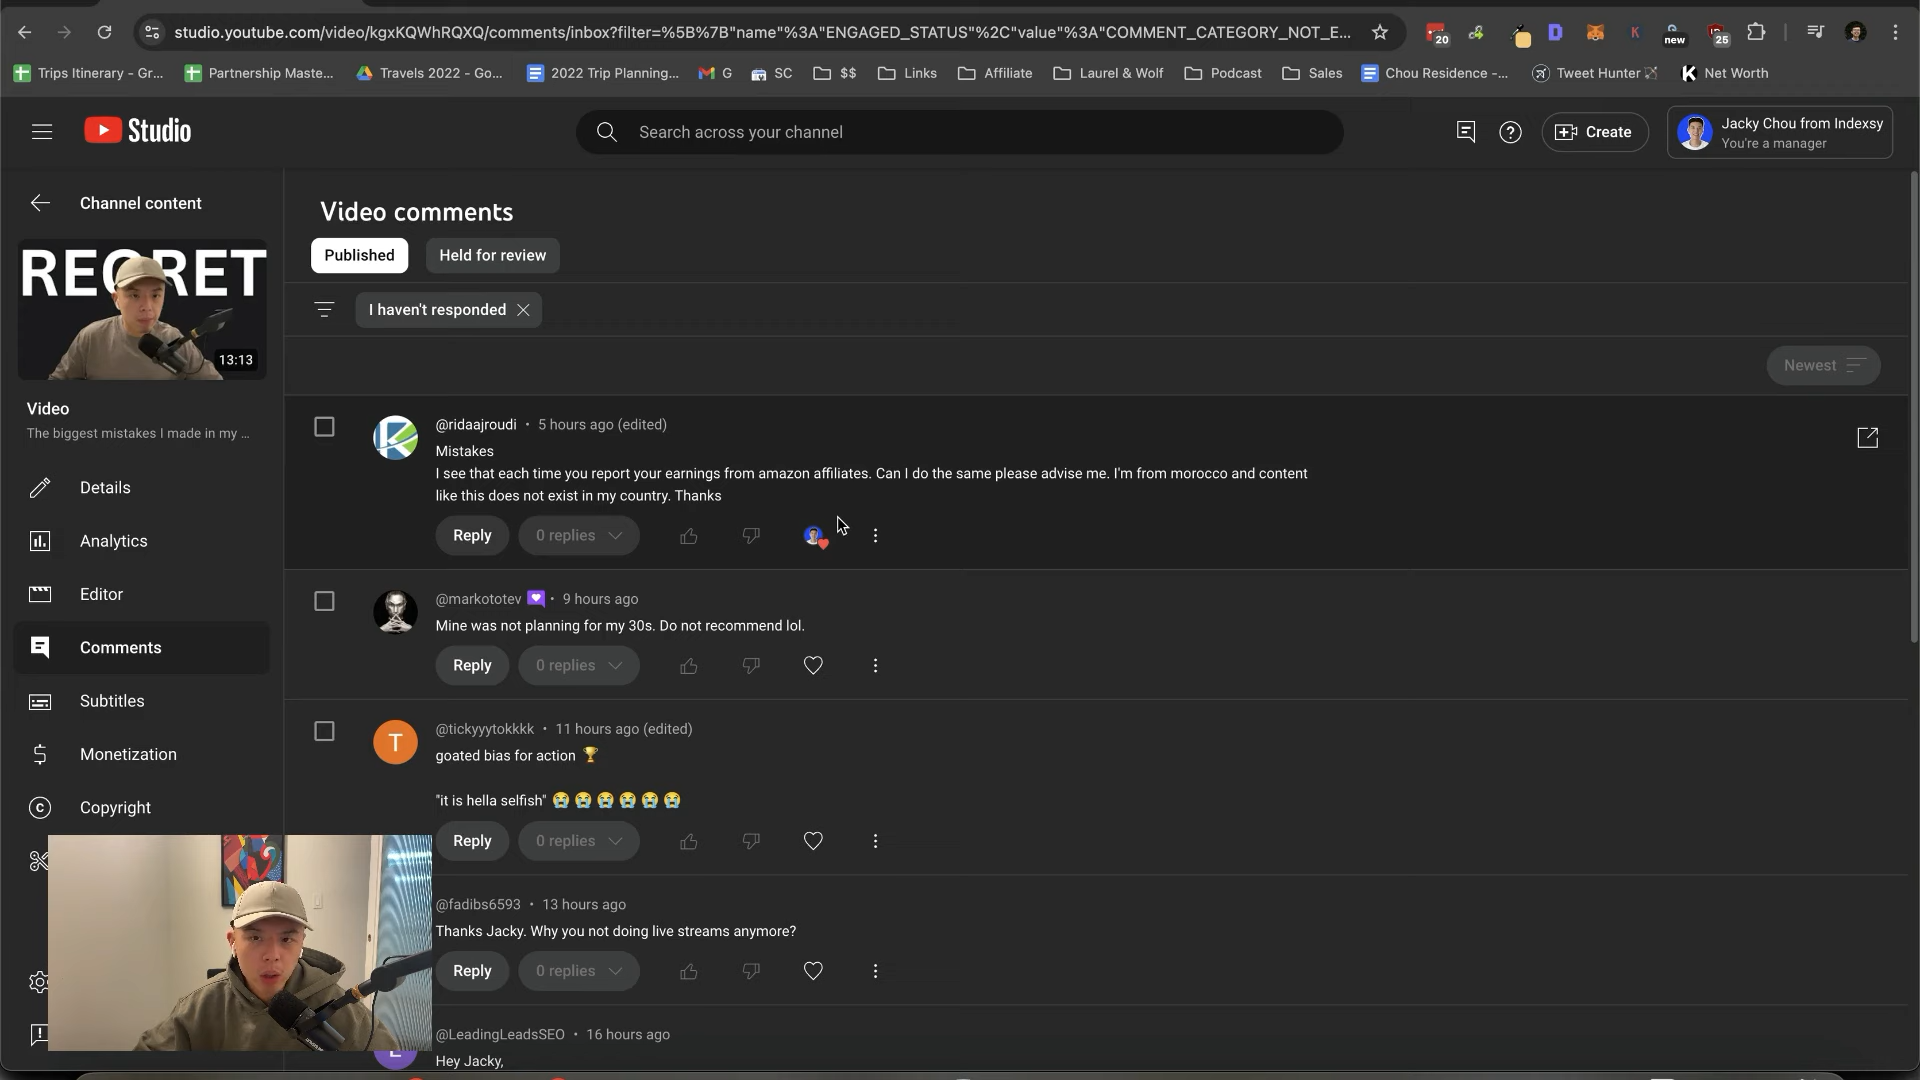 studio.youtube.com/video/kgxKQWhRQXQ/comments/inbox?filter=%5B%7B"name"%3A"ENGAGED_STATUS"%2C"value"%3A"COMMENT_CATEGORY_NOT_E...
20
new
25
Trips Itinerary - Gr...
Partnership Maste...
Travels 2022 - Go...
2022 Trip Planning...
G
SC
$$
Links
Affiliate
Laurel & Wolf
Podcast
Sales
Chou Residence -...
Tweet Hunter
Net Worth
Studio
Search across your channel
Create
Jacky Chou from Indexsy
You're a manager
Channel content
REGRET
13:13
Video
The biggest mistakes I made in my ...
Details
Analytics
Editor
Comments
Subtitles
Monetization
Copyright
Video comments
Published
Held for review
I haven't responded
Newest
@ridaajroudi • 5 hours ago (edited)
Mistakes
I see that each time you report your earnings from amazon affiliates. Can I do the same please advise me. I'm from morocco and content
like this does not exist in my country. Thanks
Reply
0 replies
@markototev • 9 hours ago
Mine was not planning for my 30s. Do not recommend lol.
Reply
0 replies
T
@tickyyytokkkk • 11 hours ago (edited)
goated bias for action 🏆
"it is hella selfish" 😭😭😭😭😭😭
Reply
0 replies
@fadibs6593 • 13 hours ago
Thanks Jacky. Why you not doing live streams anymore?
Reply
0 replies
@LeadingLeadsSEO • 16 hours ago
Hey Jacky,